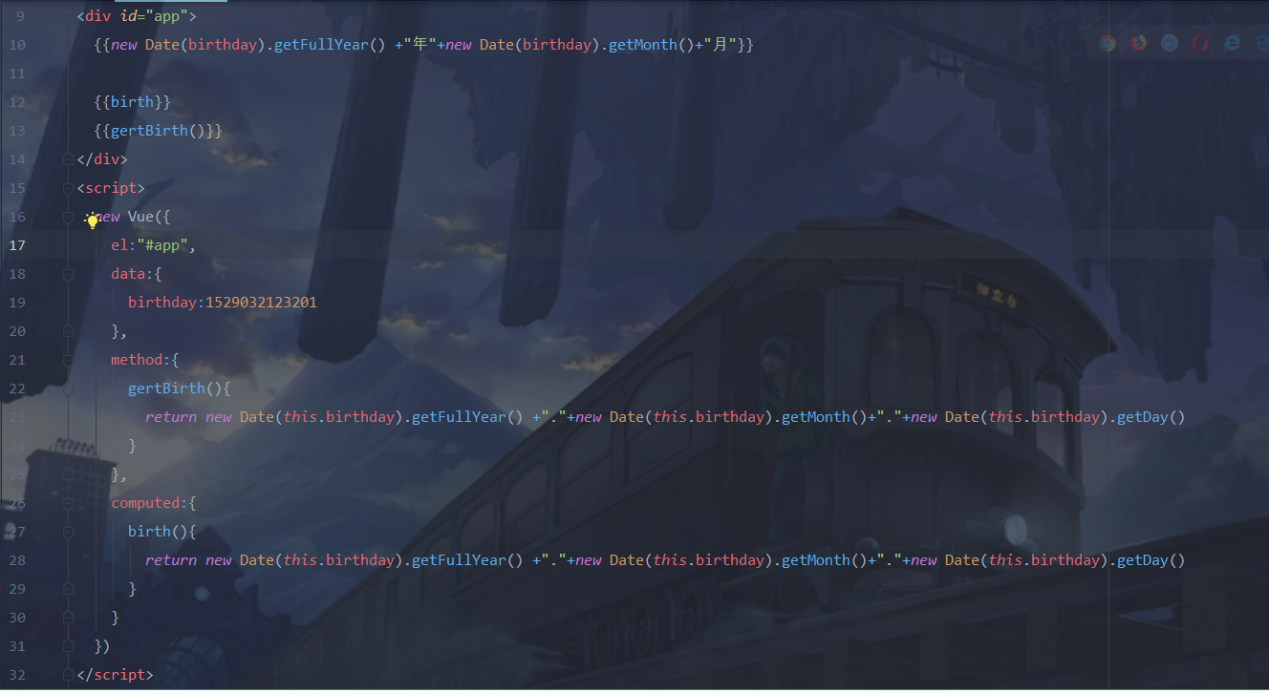 9 <div id="app">
10 {{new Date(birthday).getFullYear() +"年"+new Date(birthday).getMonth()+"月"}}
11
12 {{birth}}
13 {{gertBirth()}}
14 </div>
15 <script>
16 new Vue({
17 el:"#app",
18 data:{
19 birthday:1529032123201
20 },
21 method:{
22 gertBirth(){
23 return new Date(this.birthday).getFullYear() +"."+new Date(this.birthday).getMonth()+"."+new Date(this.birthday).getDay()
24 }
25 },
26 computed:{
27 birth(){
28 return new Date(this.birthday).getFullYear() +"."+new Date(this.birthday).getMonth()+"."+new Date(this.birthday).getDay()
29 }
30 }
31 })
32 </script>